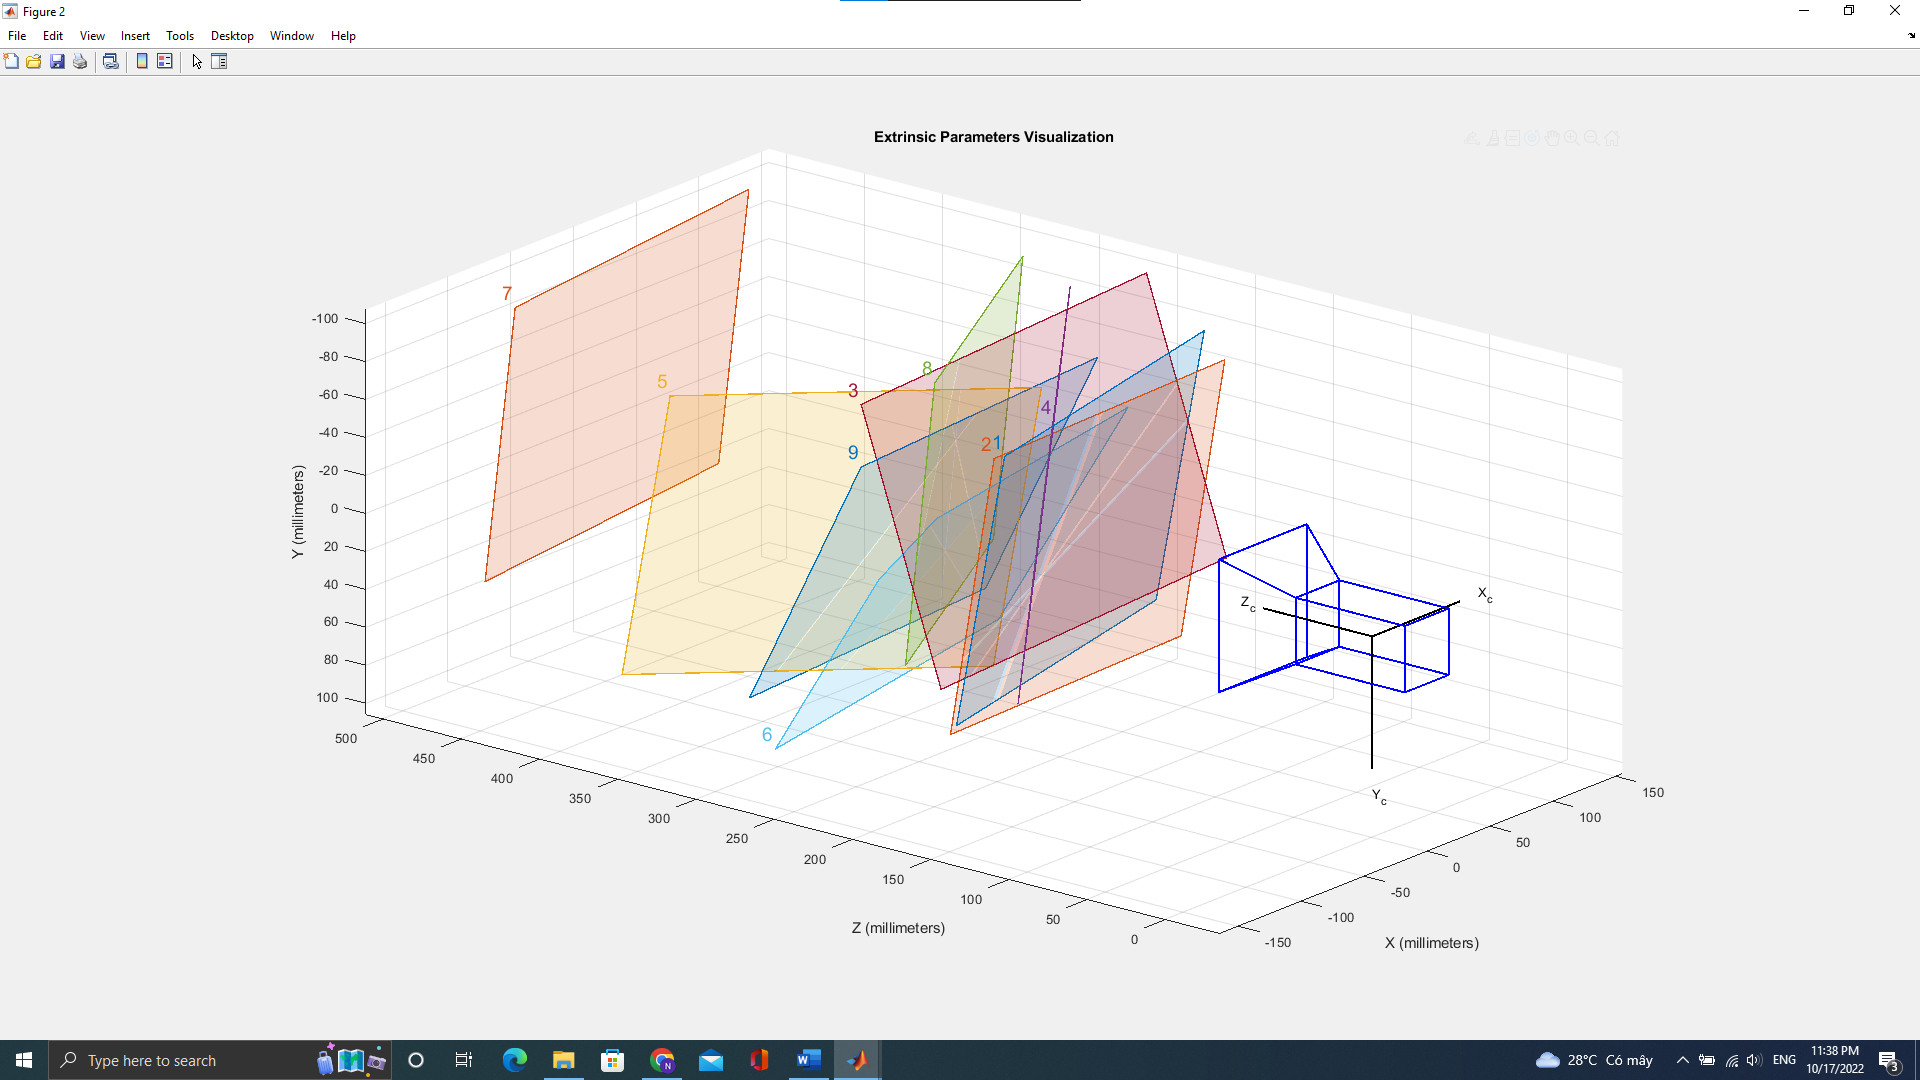 Figure 2
File Edit View Insert Tools Desktop Window Help
Extrinsic Parameters Visualization
7
5
8
3
4
9
2
1
6
-100
-80
-60
-40
-20
0
20
40
60
80
100
Y (millimeters)
500
450
400
350
300
250
200
150
100
50
0
Z (millimeters)
-150
-100
-50
0
50
100
150
X (millimeters)
Zc
Xc
Yc
Type here to search
N
W
28°C Có mây
ENG
11:38 PM
10/17/2022
3